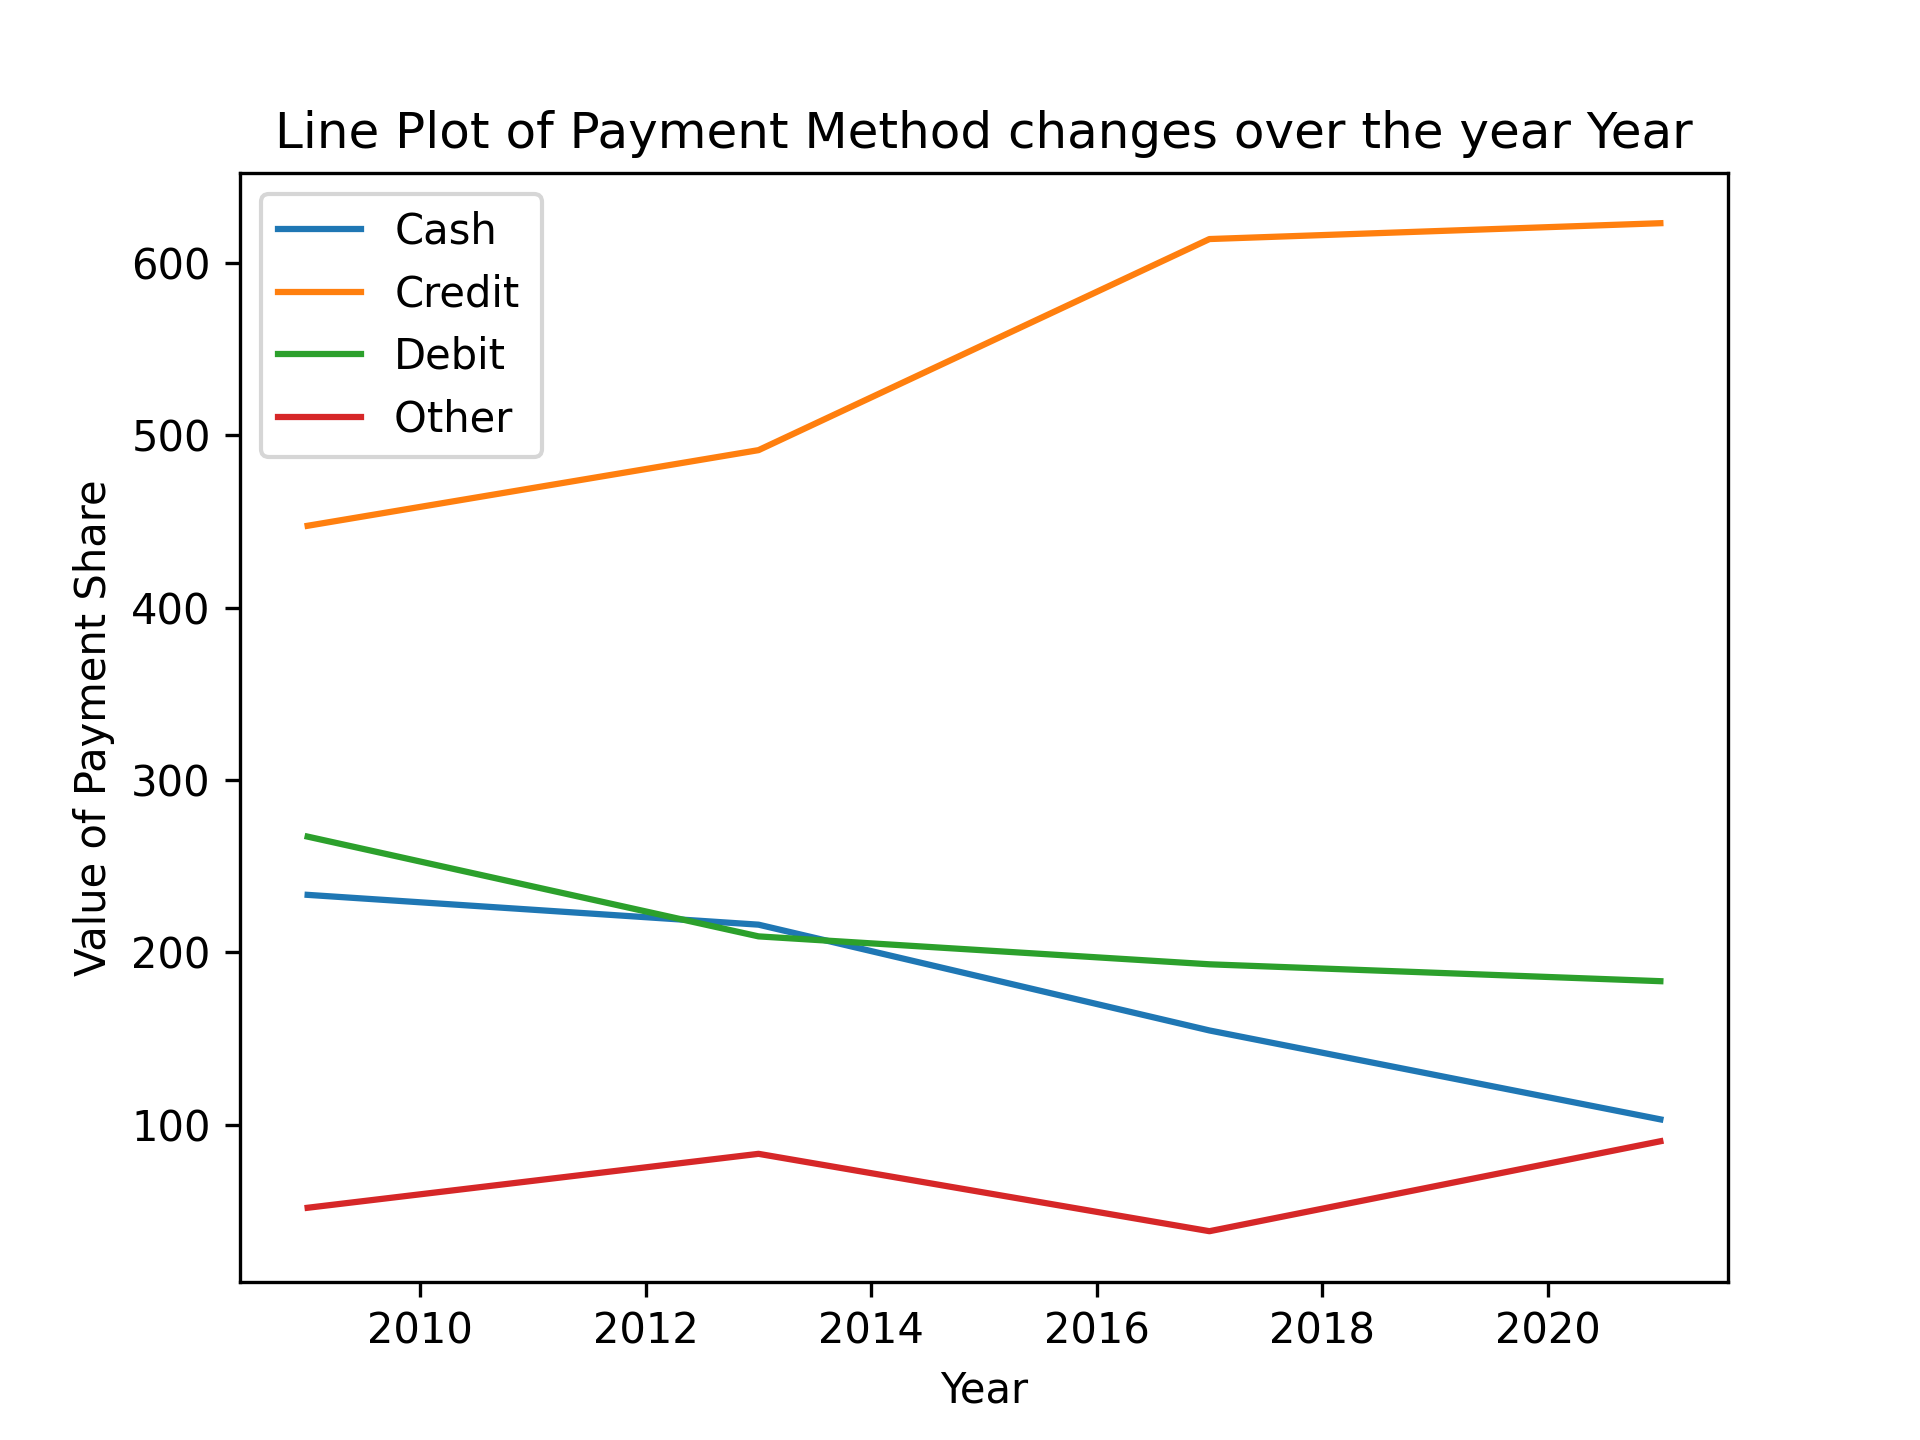 Line Plot of Payment Method changes over the year Year
Cash
Credit
Debit
Other
Value of Payment Share
600
500
400
300
200
100
2010 2012 2014 2016 2018 2020
Year